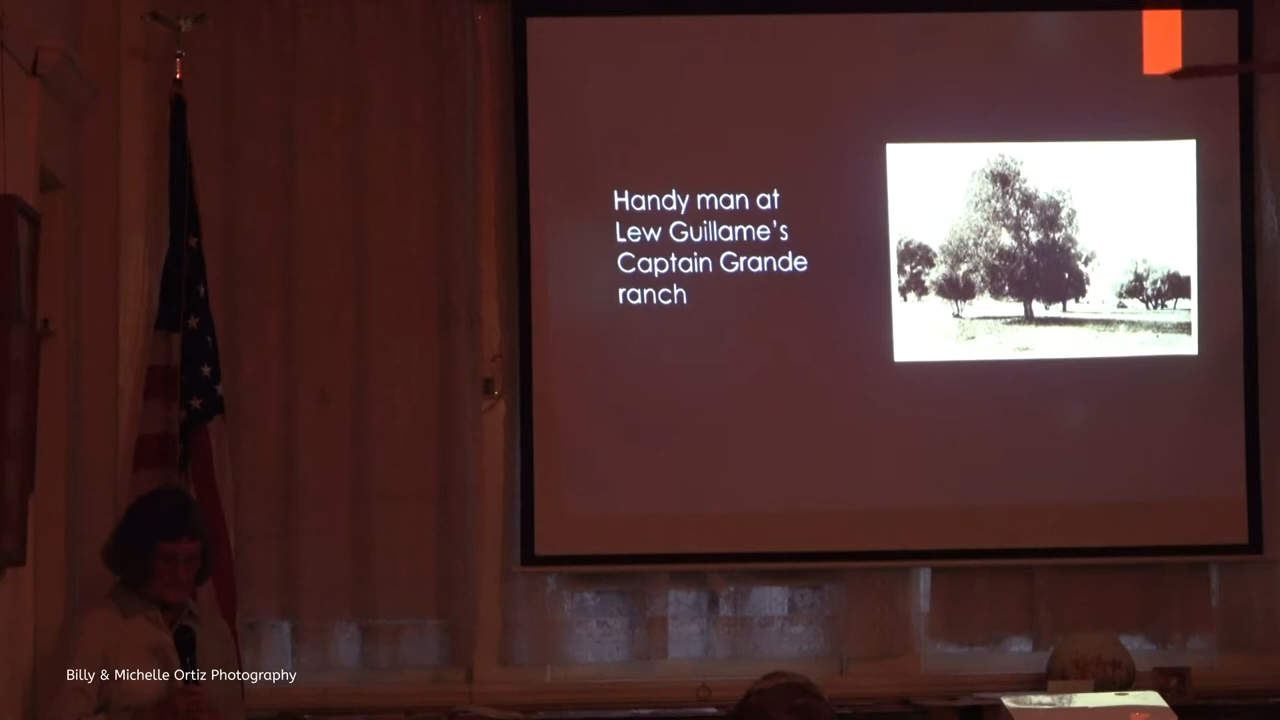 Handy man at
Lew Guillame's
Captain Grande
ranch
Billy & Michelle Ortiz Photography